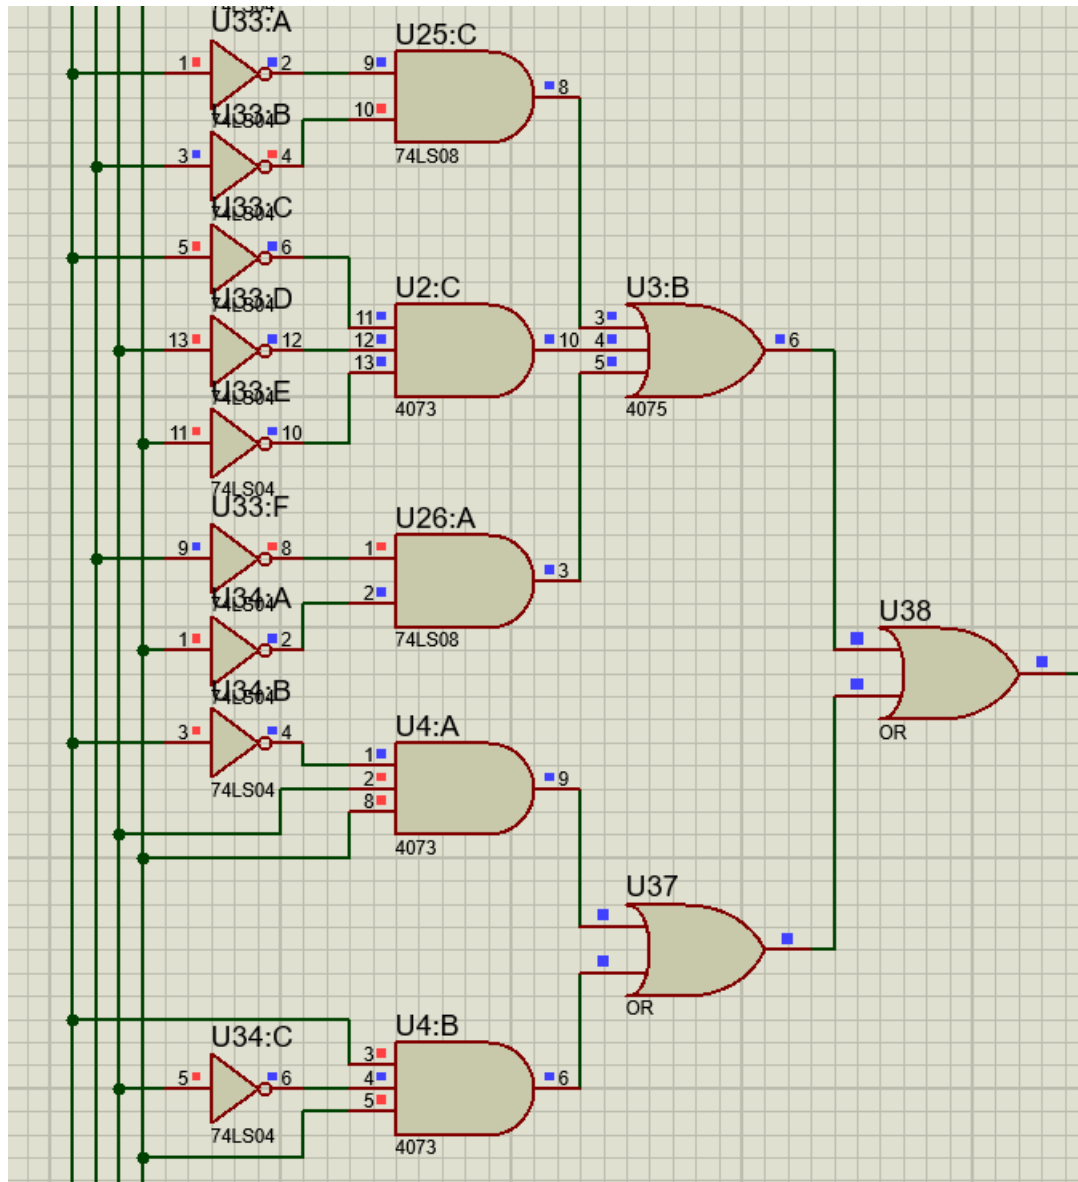 U33:A
1 2
74LS04
U25:C
9
10
8
74LS08
U33:B
3 4
74LS04
U33:C
5 6
74LS04
U33:D
13 12
74LS04
U2:C
11
12
13
10
4073
U3:B
3
4
5
6
4075
U33:E
11 10
74LS04
U33:F
9 8
74LS04
U26:A
1
2
3
74LS08
U34:A
1 2
74LS04
U34:B
3 4
74LS04
U4:A
1
2
8
9
4073
U38
OR
U37
OR
U34:C
5 6
74LS04
U4:B
3
4
5
6
4073